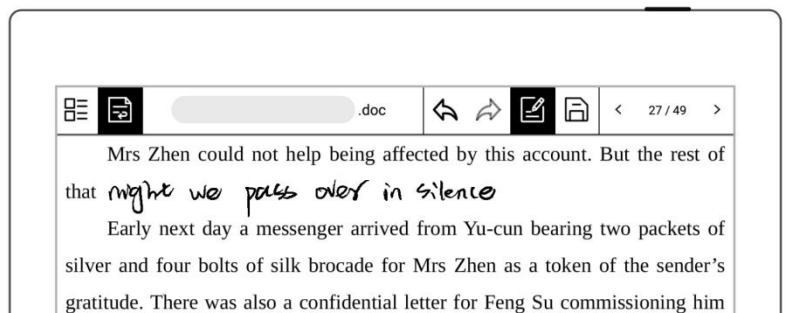 .doc
27 / 49
Mrs Zhen could not help being affected by this account. But the rest of
that might we pass over in silence
Early next day a messenger arrived from Yu-cun bearing two packets of
silver and four bolts of silk brocade for Mrs Zhen as a token of the sender’s
gratitude. There was also a confidential letter for Feng Su commissioning him